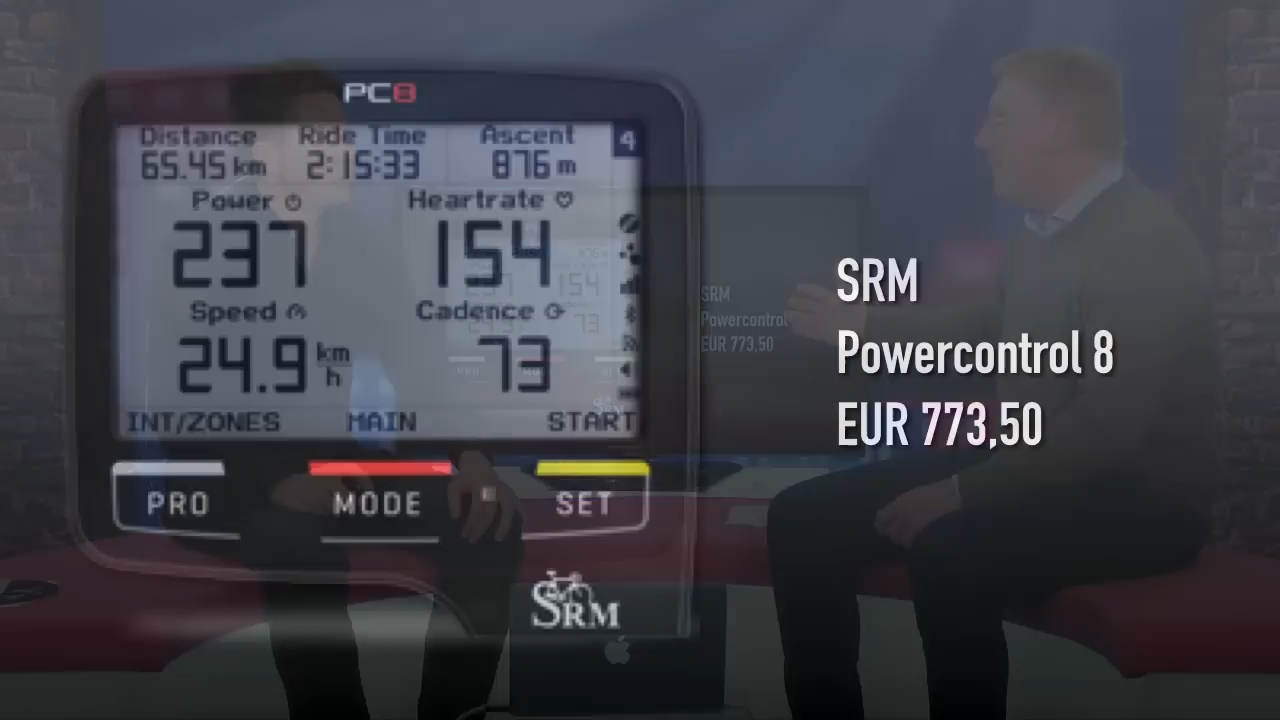 PC8
Distance Ride Time Ascent 4
65.45 km 2:15:33 876 m
Power Heartrate
237 154
Speed Cadence
24.9 km/h 73
INT/ZONES MAIN START
PRO MODE SET
SRM
SRM
Powercontrol 8
EUR 773,50
SRM
Powercontrol
EUR 773,50